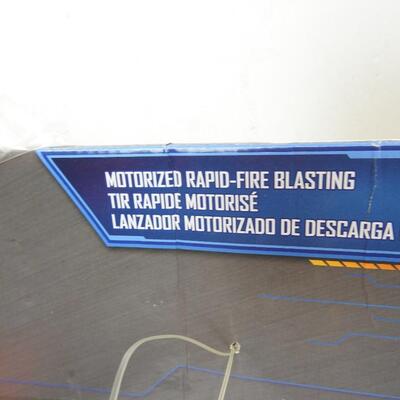 MOTORIZED RAPID-FIRE BLASTING
TIR RAPIDE MOTORISÉ
LANZADOR MOTORIZADO DE DESCARGA